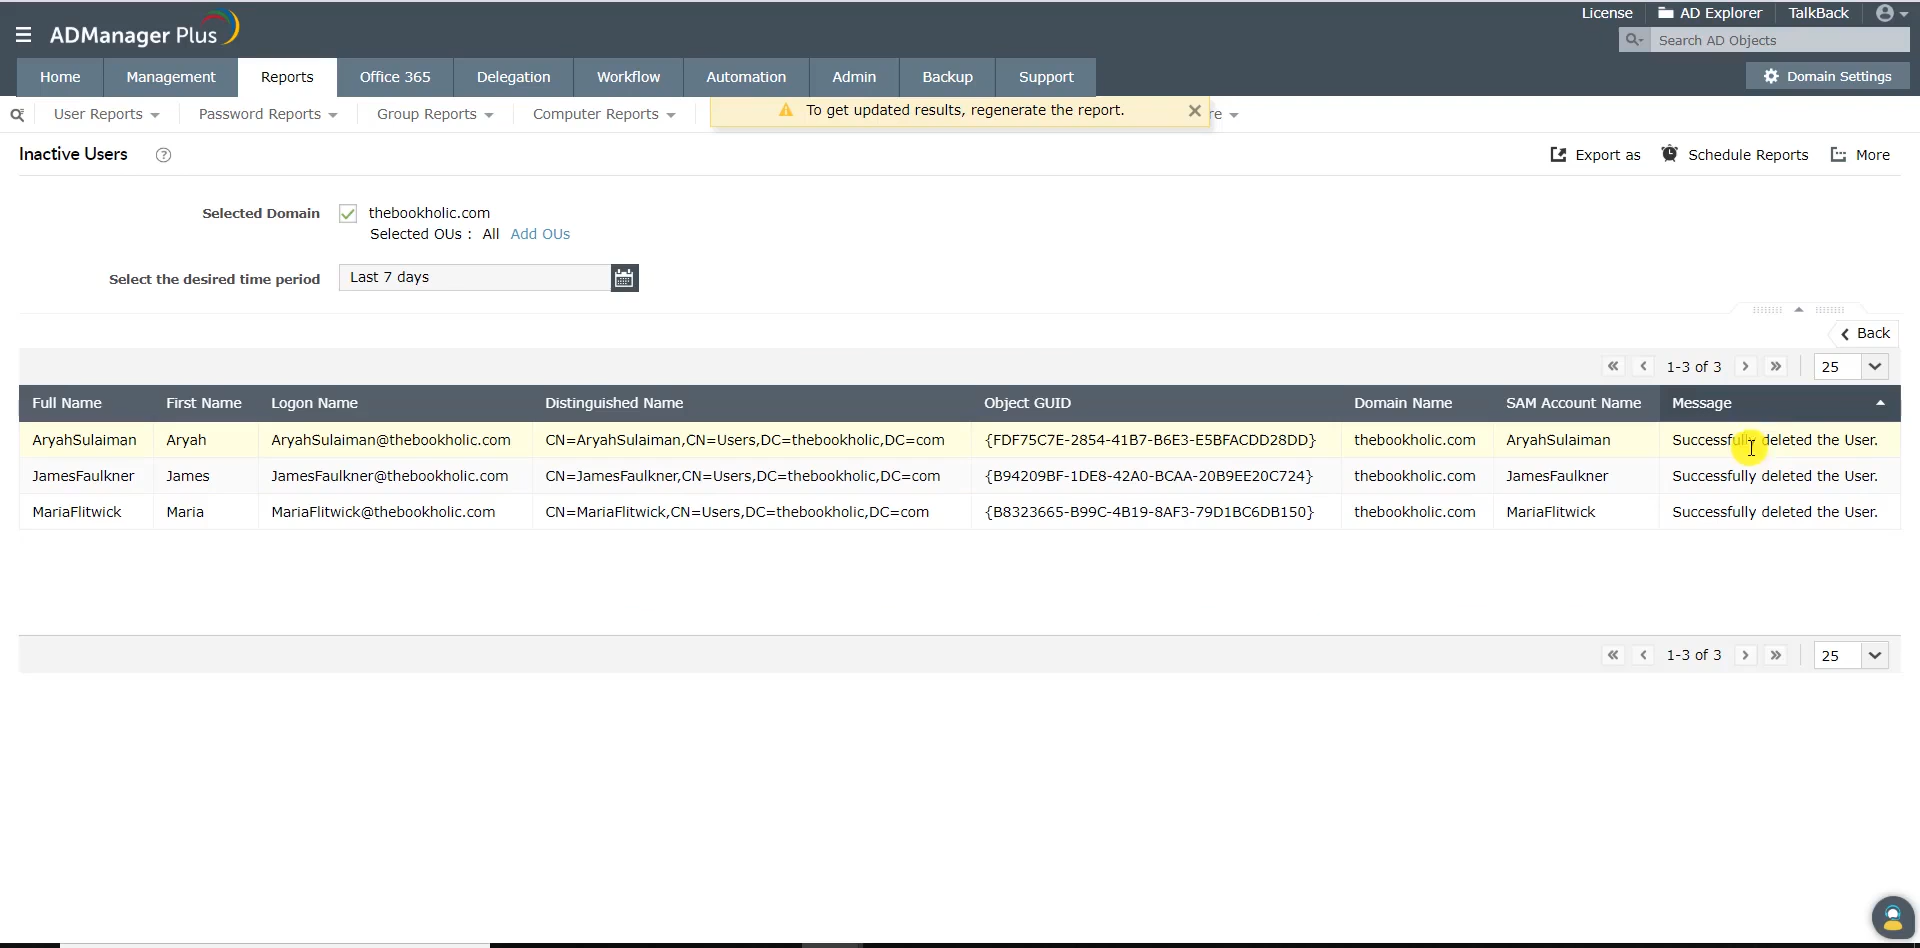 License AD Explorer TalkBack
ADManager Plus
Search AD Objects
Home Management Reports Office 365 Delegation Workflow Automation Admin Backup Support Domain Settings
User Reports Password Reports Group Reports Computer Reports To get updated results, regenerate the report. re
Inactive Users ? Export as Schedule Reports More
Selected Domain thebookholic.com
Selected OUs : All Add OUs
Select the desired time period Last 7 days
Back
« ‹ 1-3 of 3 › » 25
Full Name First Name Logon Name Distinguished Name Object GUID Domain Name SAM Account Name Message
AryahSulaiman Aryah AryahSulaiman@thebookholic.com CN=AryahSulaiman,CN=Users,DC=thebookholic,DC=com {FDF75C7E-2854-41B7-B6E3-E5BFACDD28DD} thebookholic.com AryahSulaiman Successfully deleted the User.
JamesFaulkner James JamesFaulkner@thebookholic.com CN=JamesFaulkner,CN=Users,DC=thebookholic,DC=com {B94209BF-1DE8-42A0-BCAA-20B9EE20C724} thebookholic.com JamesFaulkner Successfully deleted the User.
MariaFlitwick Maria MariaFlitwick@thebookholic.com CN=MariaFlitwick,CN=Users,DC=thebookholic,DC=com {B8323665-B99C-4B19-8AF3-79D1BC6DB150} thebookholic.com MariaFlitwick Successfully deleted the User.
« ‹ 1-3 of 3 › » 25